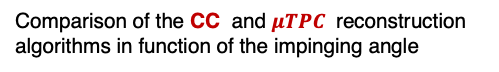 Comparison of the CC and μTPC reconstruction
algorithms in function of the impinging angle